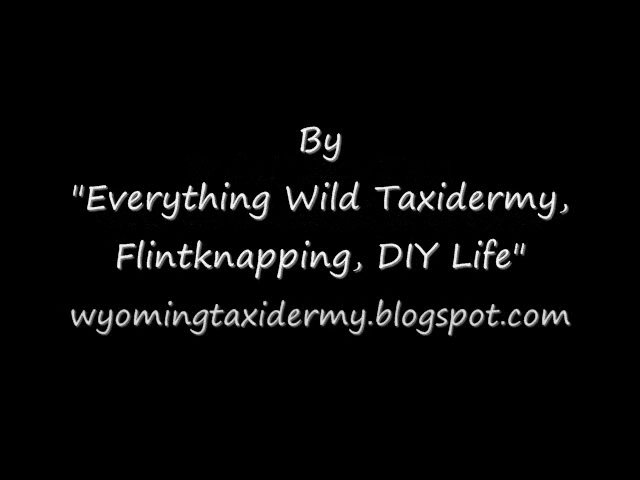 By
"Everything Wild Taxidermy,
Flintknapping, DIY Life"
wyomingtaxidermy.blogspot.com